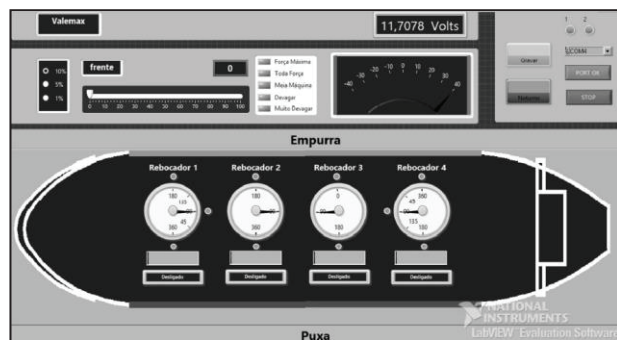 Valemax
11,7078 Volts
1 2
10%
5%
1%
frente
0
0 10 20 30 40 50 60 70 80 90 100
Força Máxima
Toda Força
Meia Máquina
Devagar
Muito Devagar
-40 -30 -20 -10 0 10 20 30 40
Gravar
PORT OK
STOP
Empurra
Rebocador 1 Rebocador 2 Rebocador 3 Rebocador 4
180 135 45 360
180 360
0 180
360 45 135 180
Desligado Desligado Desligado Desligado
NATIONAL
INSTRUMENTS
LabVIEW Evaluation Software
Puxa